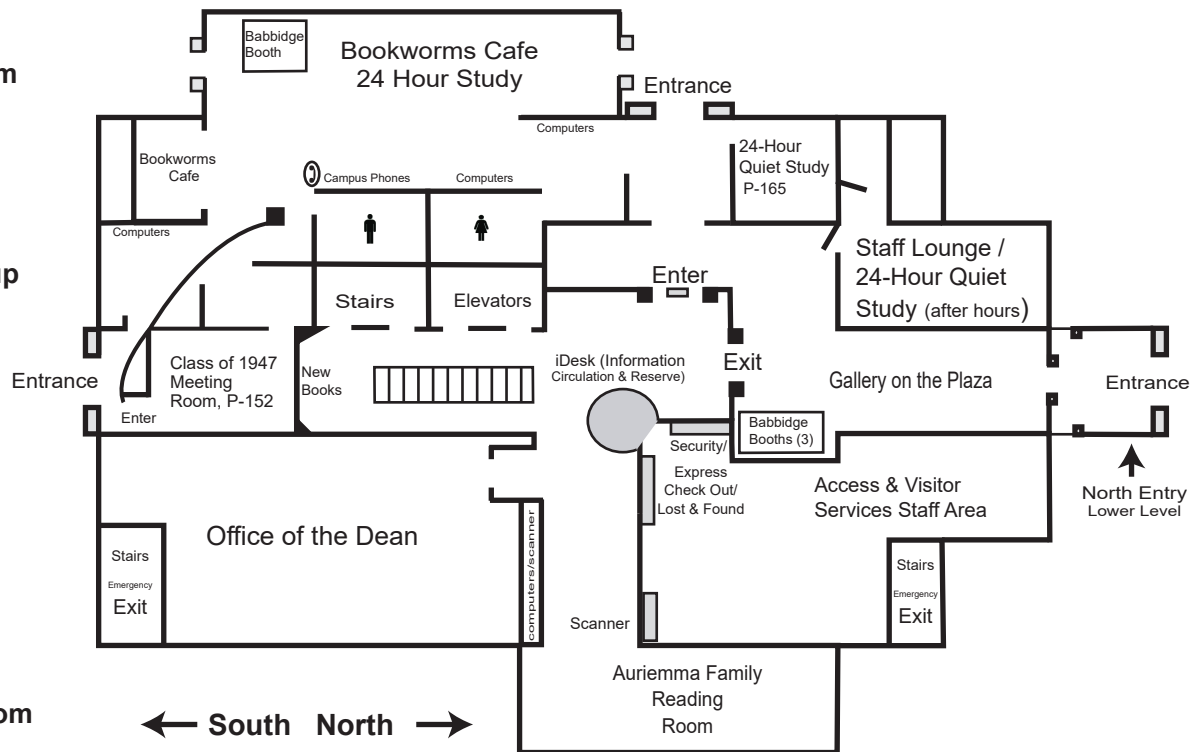 m
up
om
Babbidge
Booth
Bookworms Cafe
24 Hour Study
Entrance
Computers
Bookworms
Cafe
Campus Phones
Computers
24-Hour
Quiet Study
P-165
Computers
Staff Lounge /
24-Hour Quiet
Study (after hours)
Enter
Stairs
Elevators
Entrance
Enter
Class of 1947
Meeting
Room, P-152
New
Books
iDesk (Information
Circulation & Reserve)
Exit
Gallery on the Plaza
Entrance
Babbidge
Booths (3)
Security/
Express
Check Out/
Lost & Found
Access & Visitor
Services Staff Area
North Entry
Lower Level
Office of the Dean
Stairs
Emergency
Exit
computers/scanner
Scanner
Stairs
Emergency
Exit
Auriemma Family
Reading
Room
South North